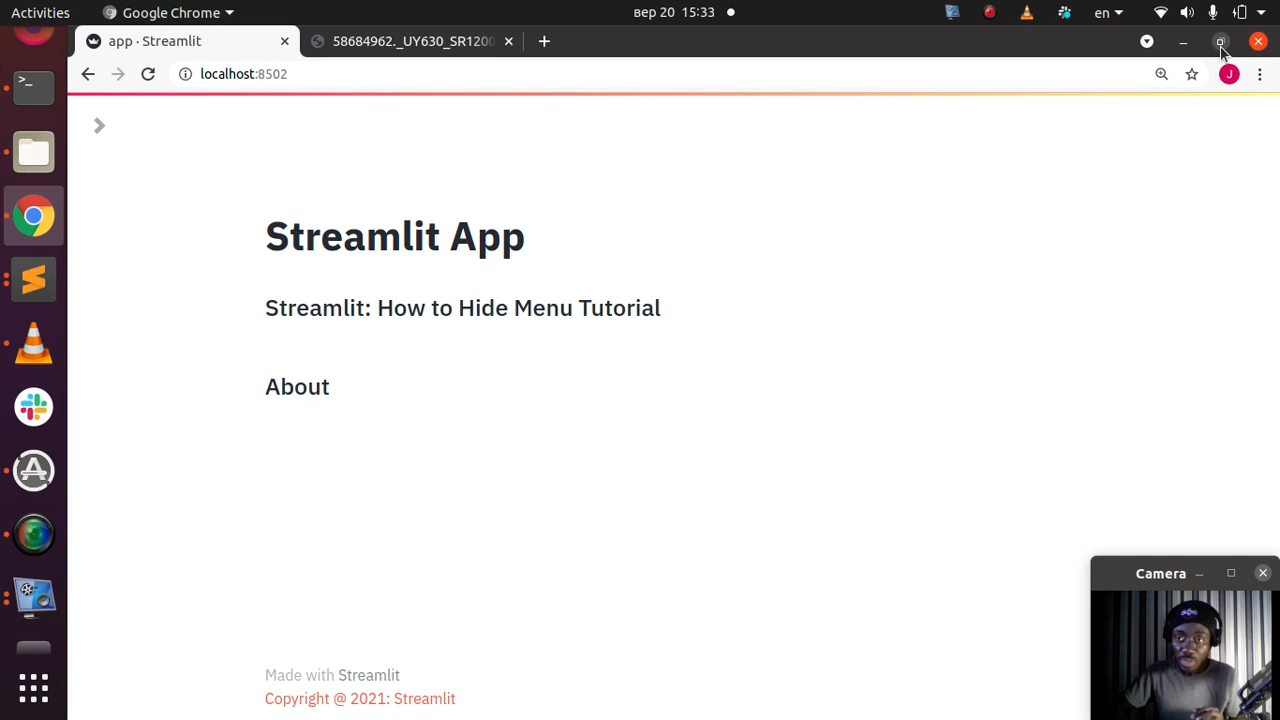 Activities
Google Chrome
вер 20 15:33
en
app · Streamlit
58684962._UY630_SR1200
localhost:8502
J
Streamlit App
Streamlit: How to Hide Menu Tutorial
About
Camera
Made with Streamlit
Copyright @ 2021: Streamlit